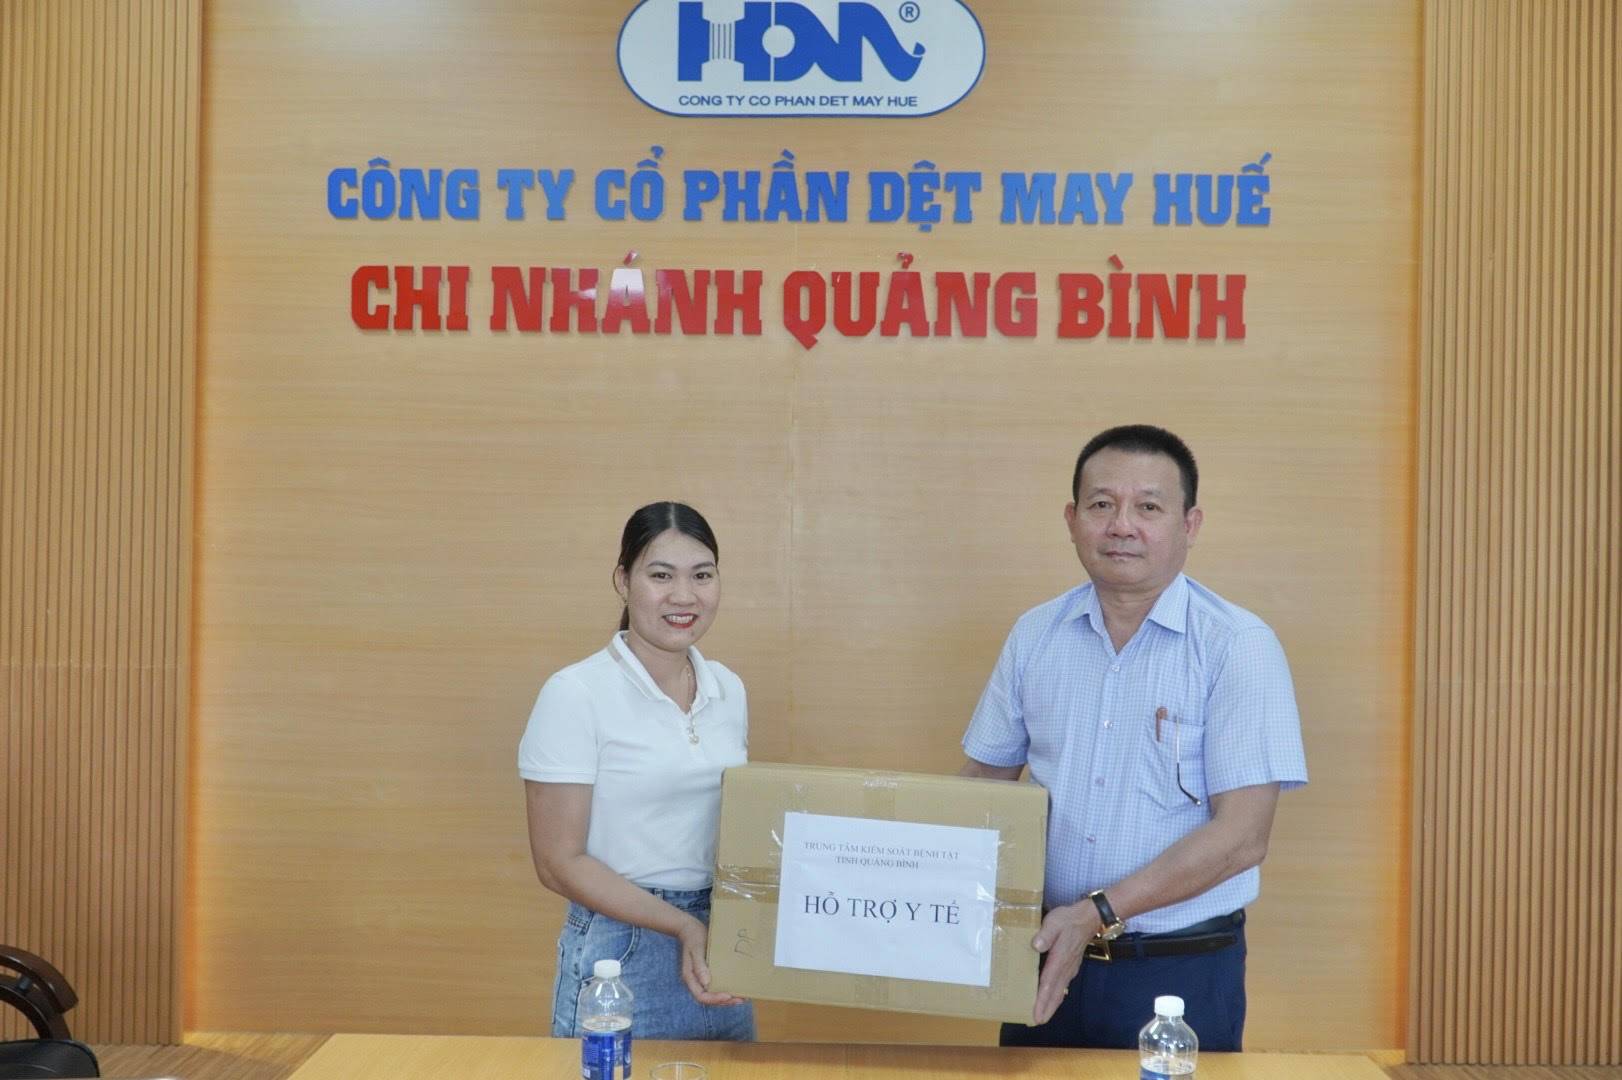 HDM®
CONG TY CO PHAN DET MAY HUE
CÔNG TY CỔ PHẦN DỆT MAY HUẾ
CHI NHÁNH QUẢNG BÌNH
TRUNG TÂM KIỂM SOÁT BỆNH TẬT
TỈNH QUẢNG BÌNH
HỖ TRỢ Y TẾ